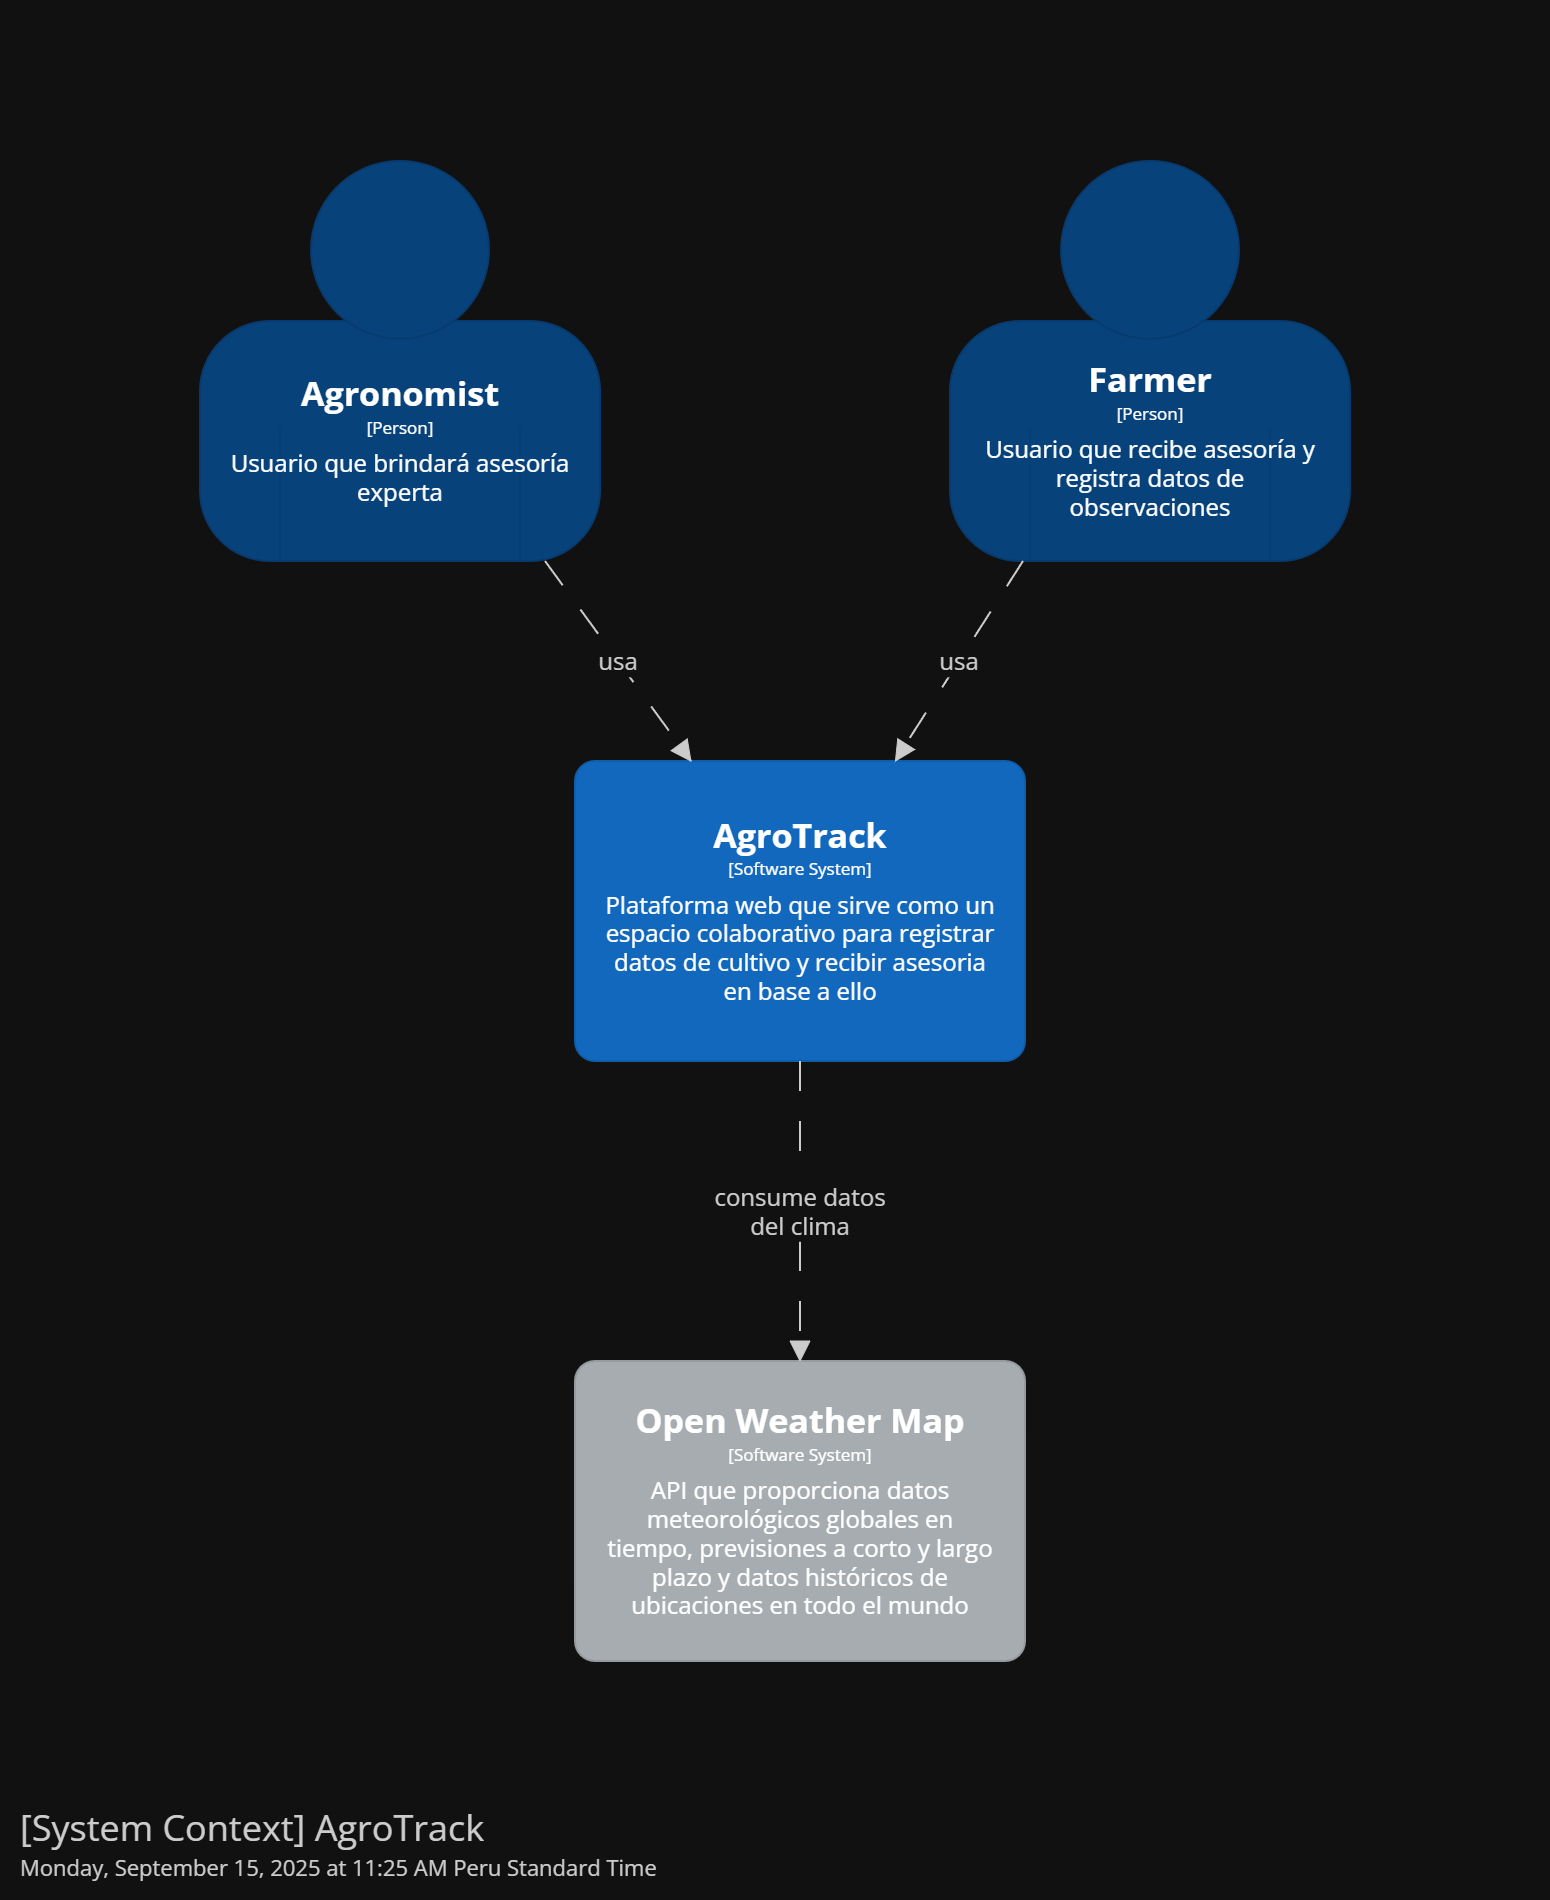 Agronomist
[Person]
Usuario que brindará asesoría
experta
Farmer
[Person]
Usuario que recibe asesoría y
registra datos de
observaciones
usa
usa
AgroTrack
[Software System]
Plataforma web que sirve como un
espacio colaborativo para registrar
datos de cultivo y recibir asesoria
en base a ello
consume datos
del clima
Open Weather Map
[Software System]
API que proporciona datos
meteorológicos globales en
tiempo, previsiones a corto y largo
plazo y datos históricos de
ubicaciones en todo el mundo
[System Context] AgroTrack
Monday, September 15, 2025 at 11:25 AM Peru Standard Time